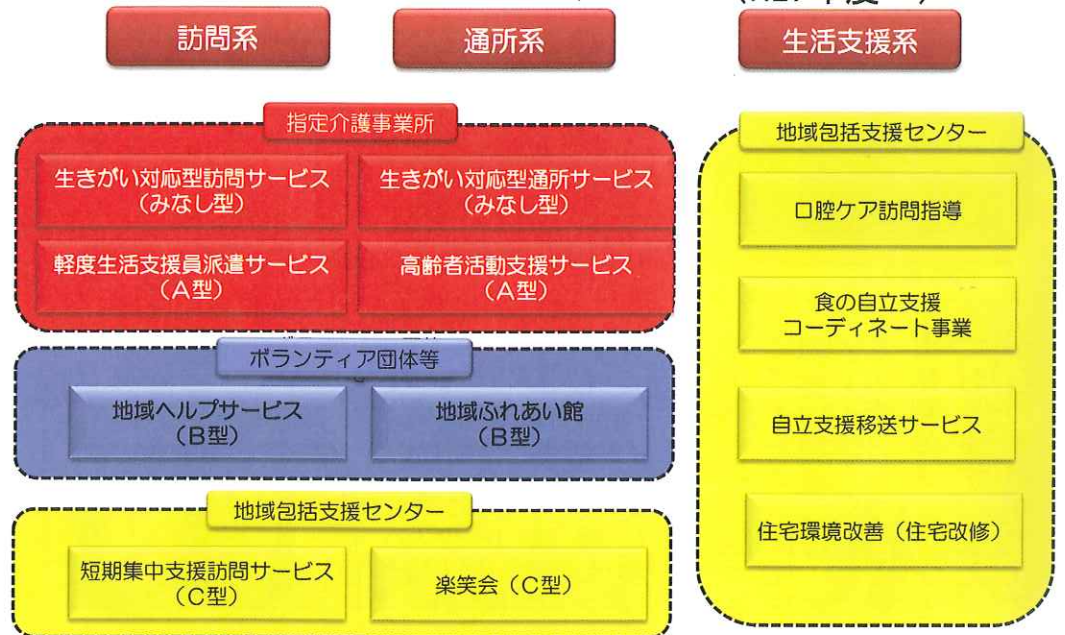 訪問系
通所系
生活支援系
指定介護事業所
生きがい対応型訪問サービス
（みなし型）
生きがい対応型通所サービス
（みなし型）
軽度生活支援員派遣サービス
（A型）
高齢者活動支援サービス
（A型）
ボランティア団体等
地域ヘルプサービス
（B型）
地域ふれあい館
（B型）
地域包括支援センター
短期集中支援訪問サービス
（C型）
楽笑会（C型）
地域包括支援センター
口腔ケア訪問指導
食の自立支援
コーディネート事業
自立支援移送サービス
住宅環境改善（住宅改修）